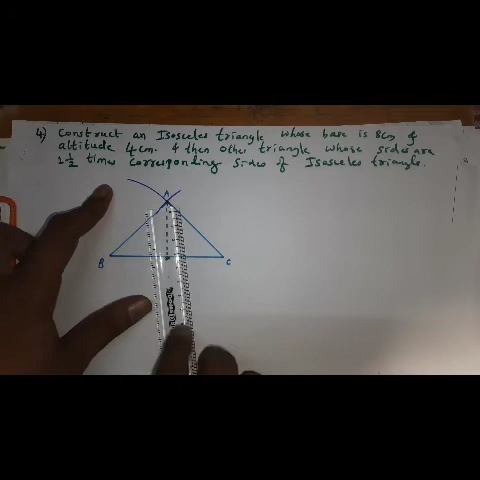 4) Construct an Isosceles triangle whose base is 8cm &
altitude 4cm. & then other triangle whose sides are
1½ times corresponding sides of Isosceles triangle.
A
B
C